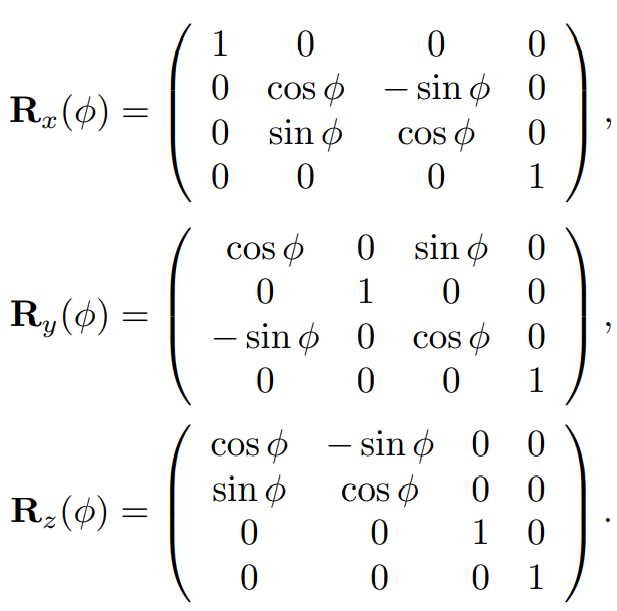 R_x(ϕ) = ( 1 0 0 0
0 cos ϕ − sin ϕ 0
0 sin ϕ cos ϕ 0
0 0 0 1 ) ,
R_y(ϕ) = ( cos ϕ 0 sin ϕ 0
0 1 0 0
− sin ϕ 0 cos ϕ 0
0 0 0 1 ) ,
R_z(ϕ) = ( cos ϕ − sin ϕ 0 0
sin ϕ cos ϕ 0 0
0 0 1 0
0 0 0 1 ) .